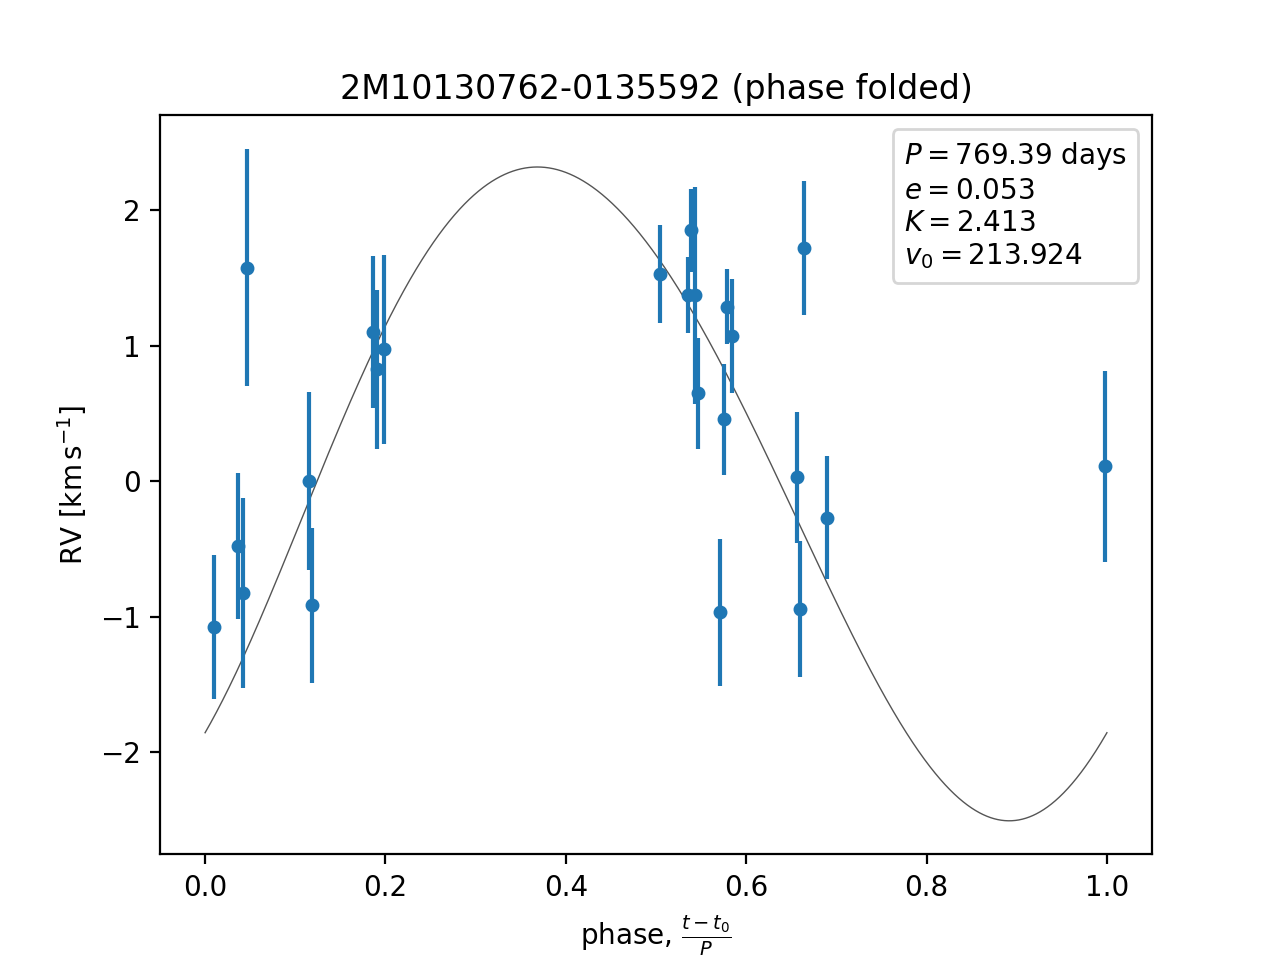 2M10130762-0135592 (phase folded)
P = 769.39 days
e = 0.053
K = 2.413
v₀ = 213.924
RV [km s⁻¹]
2
1
0
−1
−2
0.0 0.2 0.4 0.6 0.8 1.0
phase, (t − t₀)/P